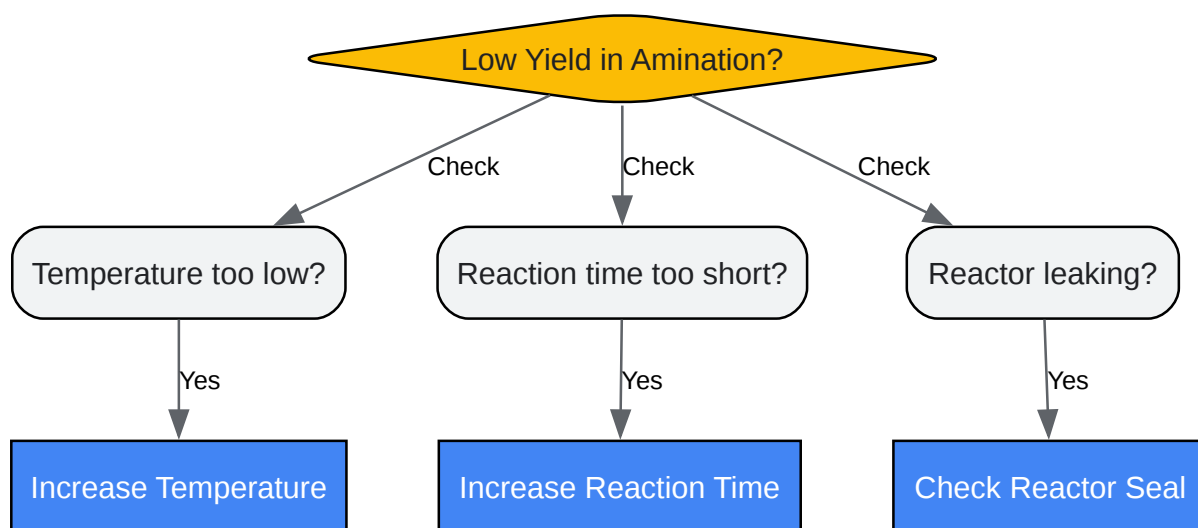 Low Yield in Amination?
Check
Check
Check
Temperature too low?
Reaction time too short?
Reactor leaking?
Yes
Yes
Yes
Increase Temperature
Increase Reaction Time
Check Reactor Seal